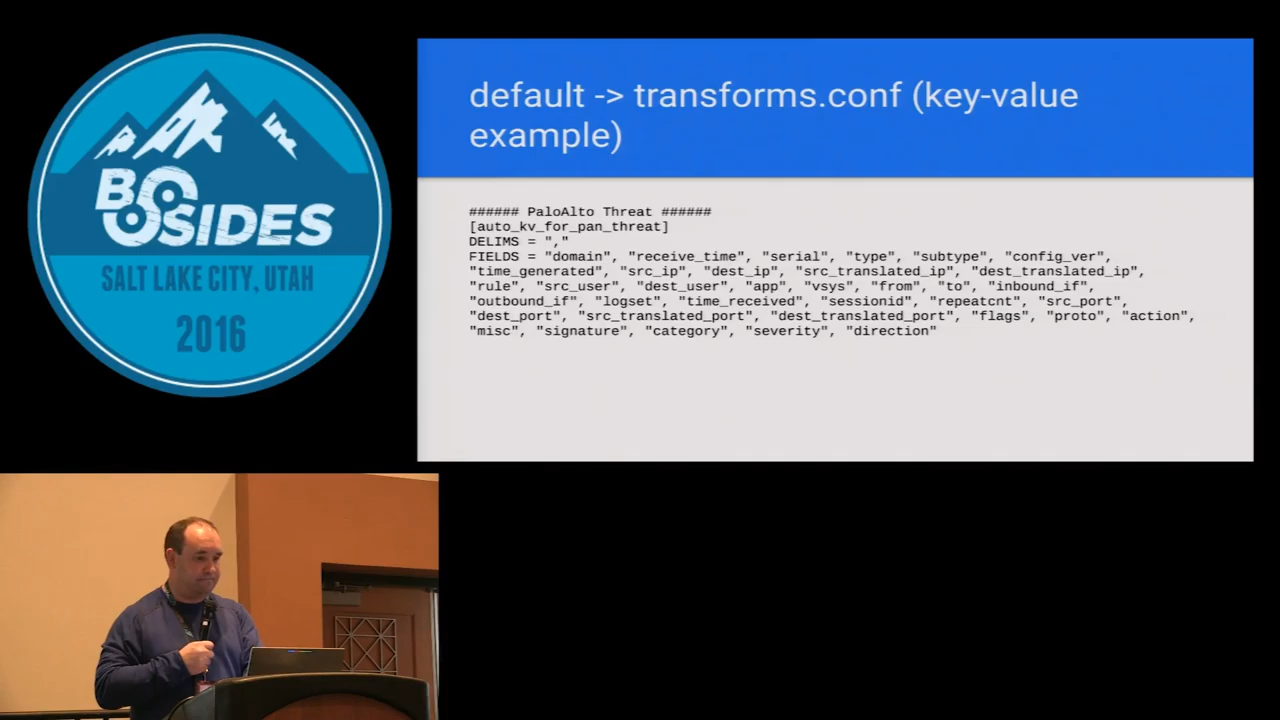 BSIDES
SALT LAKE CITY, UTAH
2016
default -> transforms.conf (key-value
example)
###### PaloAlto Threat ######
[auto_kv_for_pan_threat]
DELIMS = ","
FIELDS = "domain", "receive_time", "serial", "type", "subtype", "config_ver",
"time_generated", "src_ip", "dest_ip", "src_translated_ip", "dest_translated_ip",
"rule", "src_user", "dest_user", "app", "vsys", "from", "to", "inbound_if",
"outbound_if", "logset", "time_received", "sessionid", "repeatcnt", "src_port",
"dest_port", "src_translated_port", "dest_translated_port", "flags", "proto", "action",
"misc", "signature", "category", "severity", "direction"